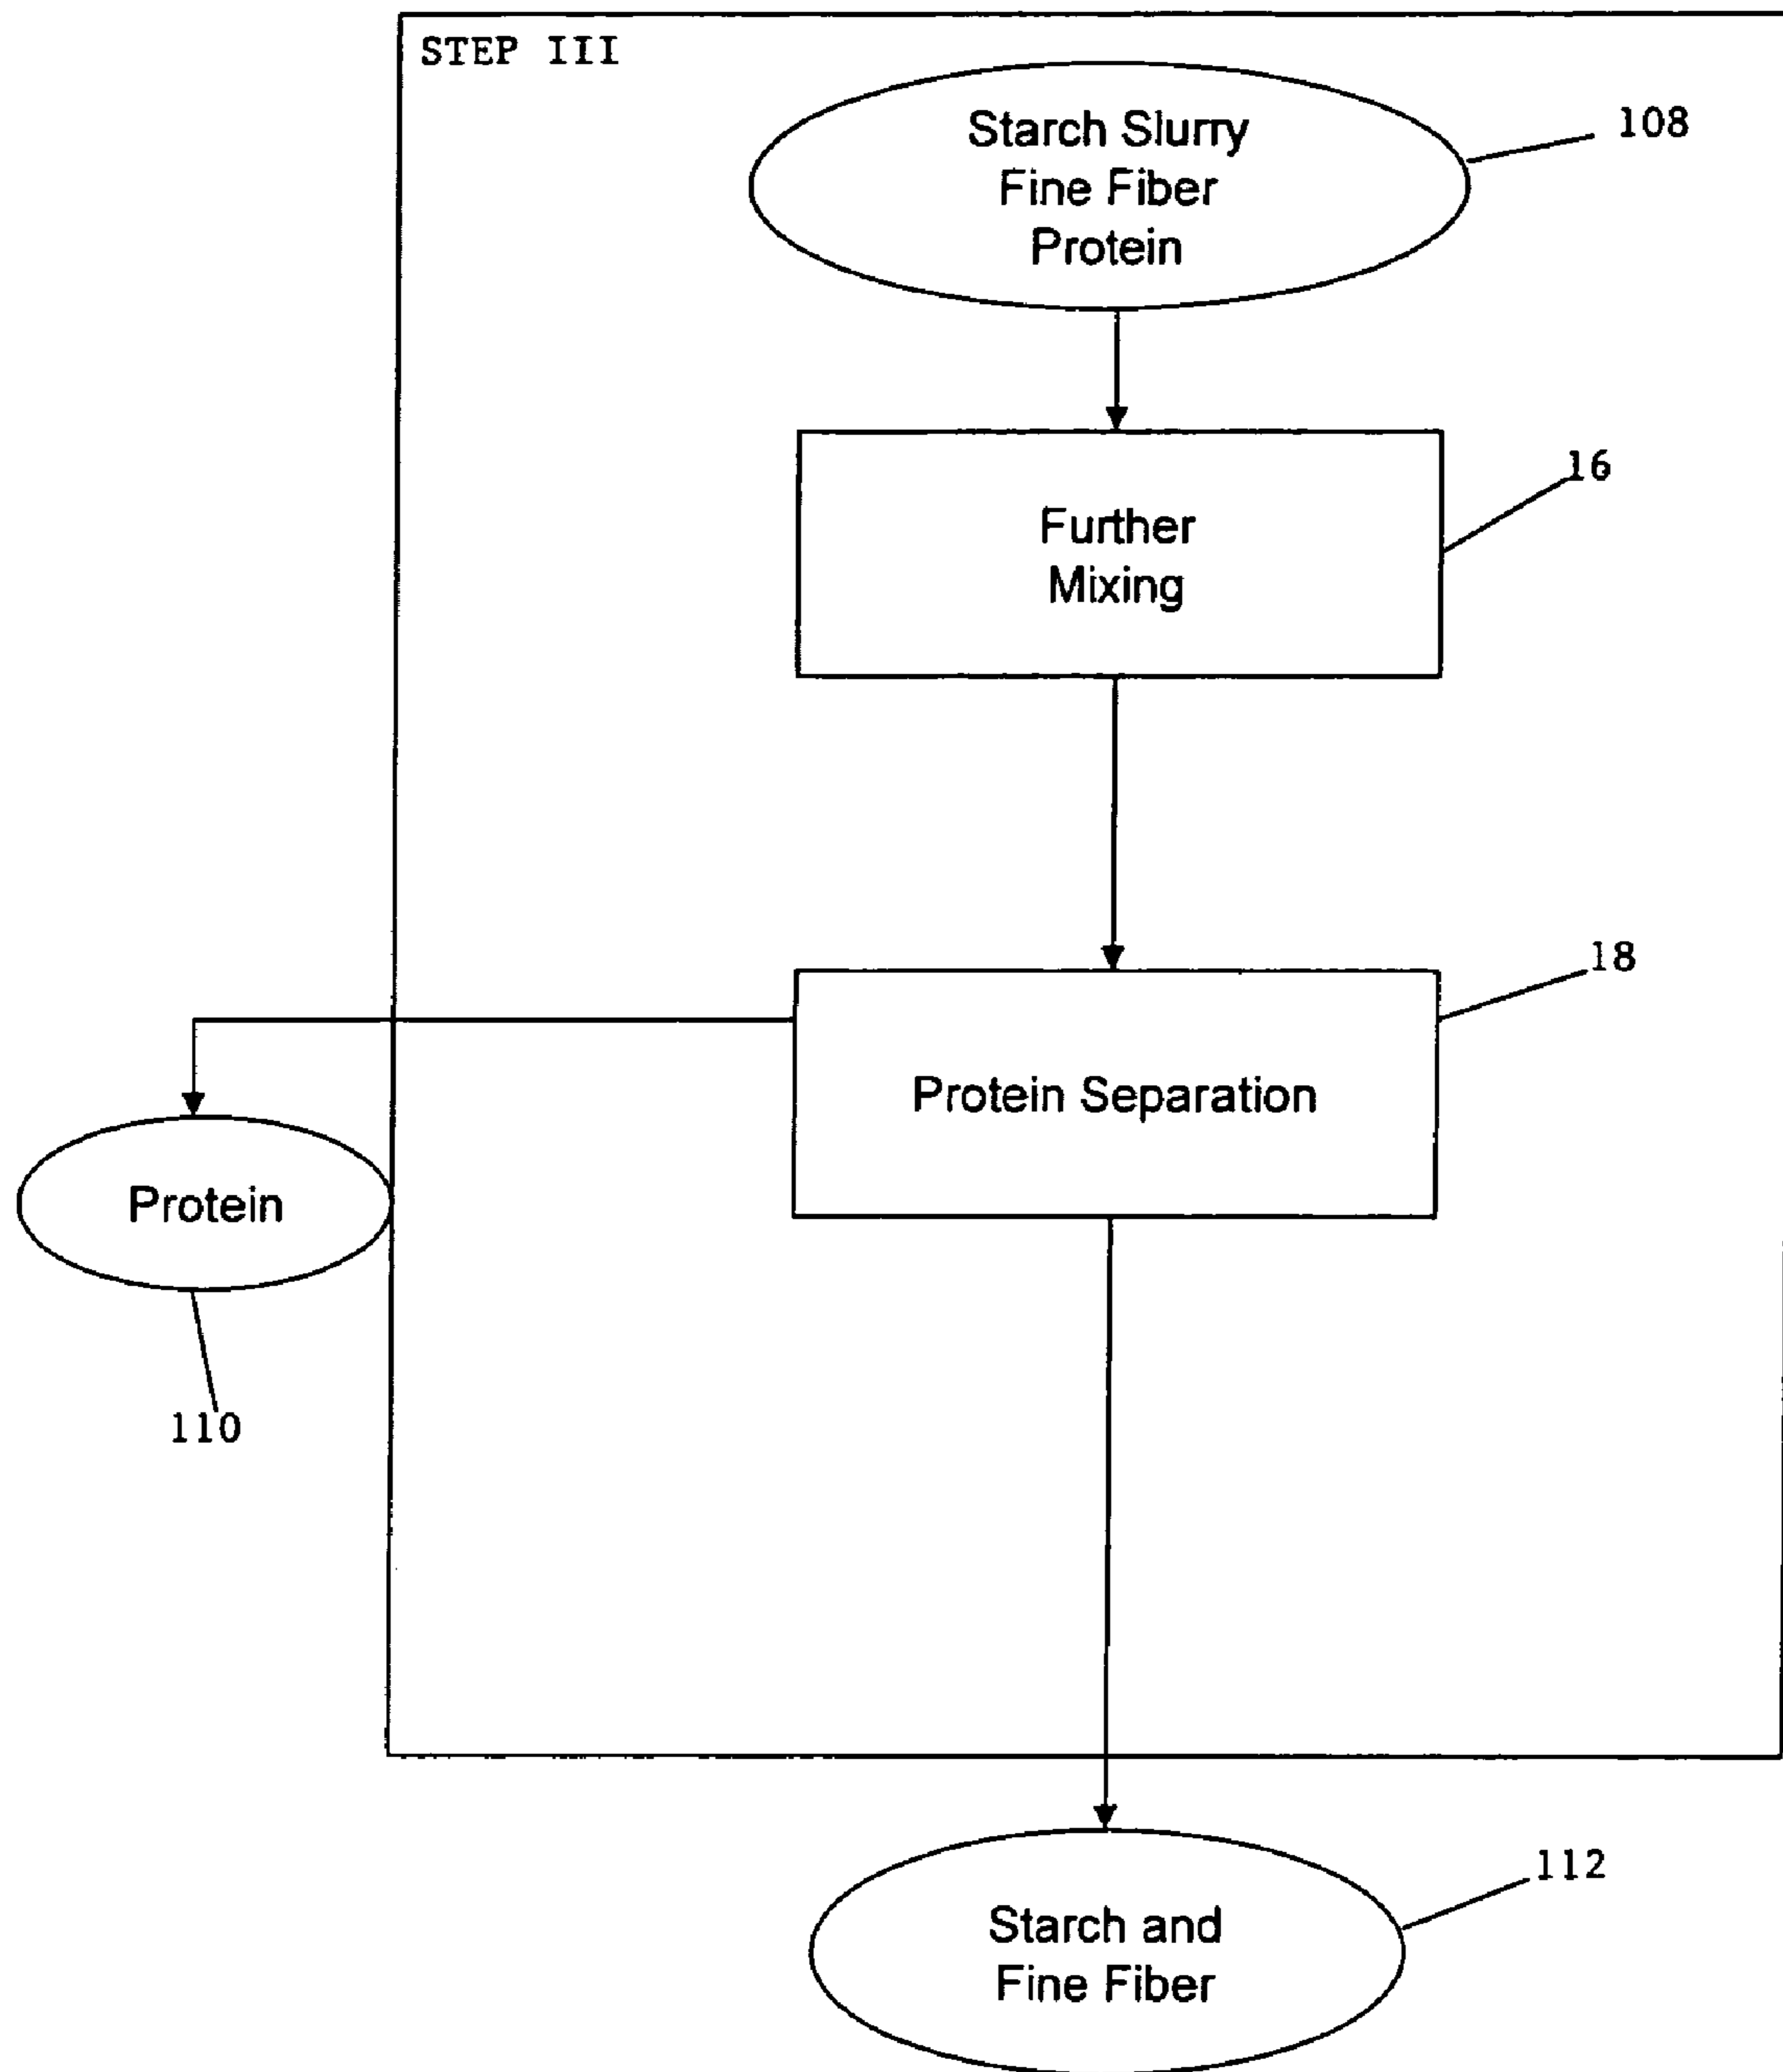 STEP III
Starch Slurry
Fine Fiber
Protein
108
Further
Mixing
16
18
Protein Separation
Protein
110
112
Starch and
Fine Fiber